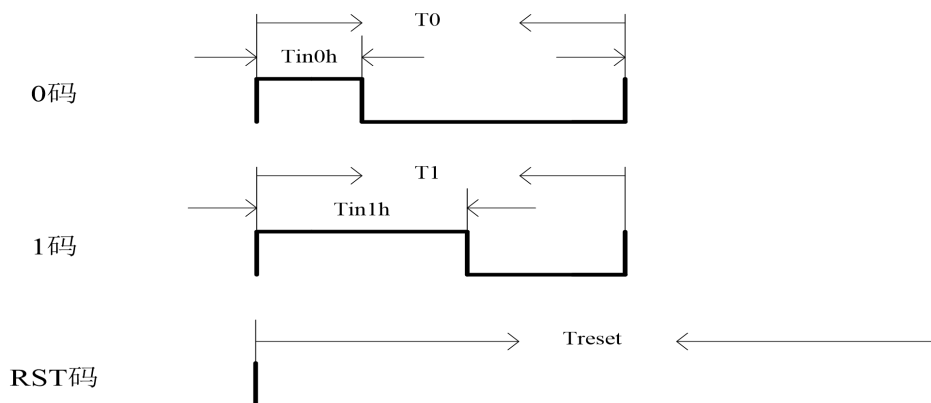 T0
Tin0h
0码
T1
Tin1h
1码
Treset
RST码